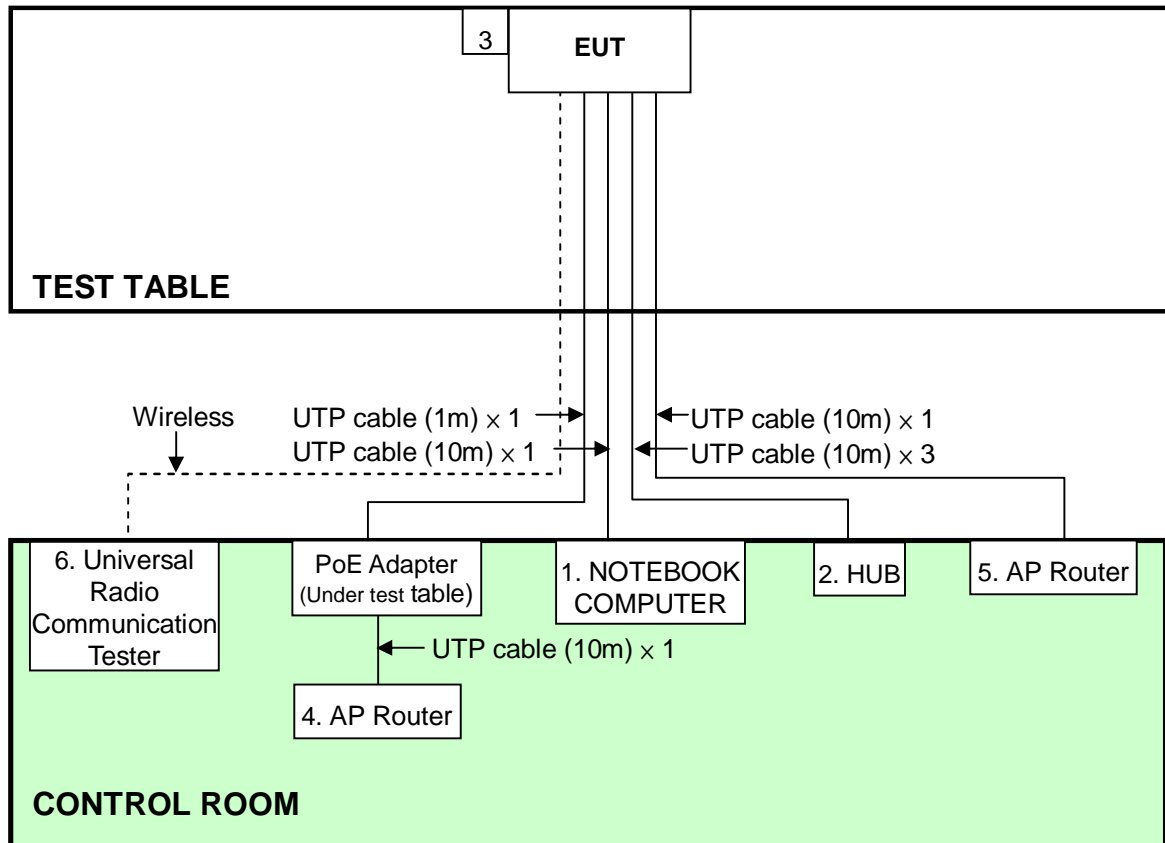 3
EUT
TEST TABLE
Wireless
UTP cable (1m) × 1
UTP cable (10m) × 1
UTP cable (10m) × 1
UTP cable (10m) × 3
6. Universal
Radio
Communication
Tester
PoE Adapter
(Under test table)
1. NOTEBOOK
COMPUTER
2. HUB
5. AP Router
UTP cable (10m) × 1
4. AP Router
CONTROL ROOM